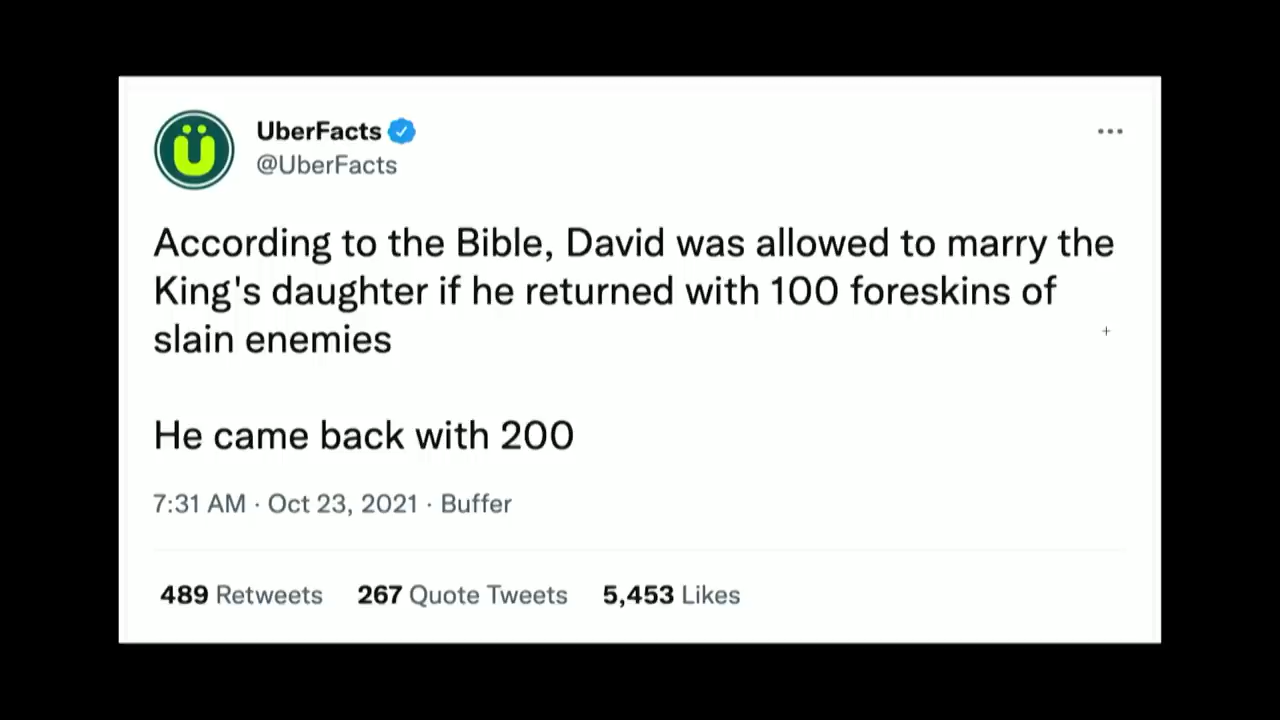 UberFacts
@UberFacts
According to the Bible, David was allowed to marry the
King's daughter if he returned with 100 foreskins of
slain enemies
He came back with 200
7:31 AM · Oct 23, 2021 · Buffer
489 Retweets 267 Quote Tweets 5,453 Likes